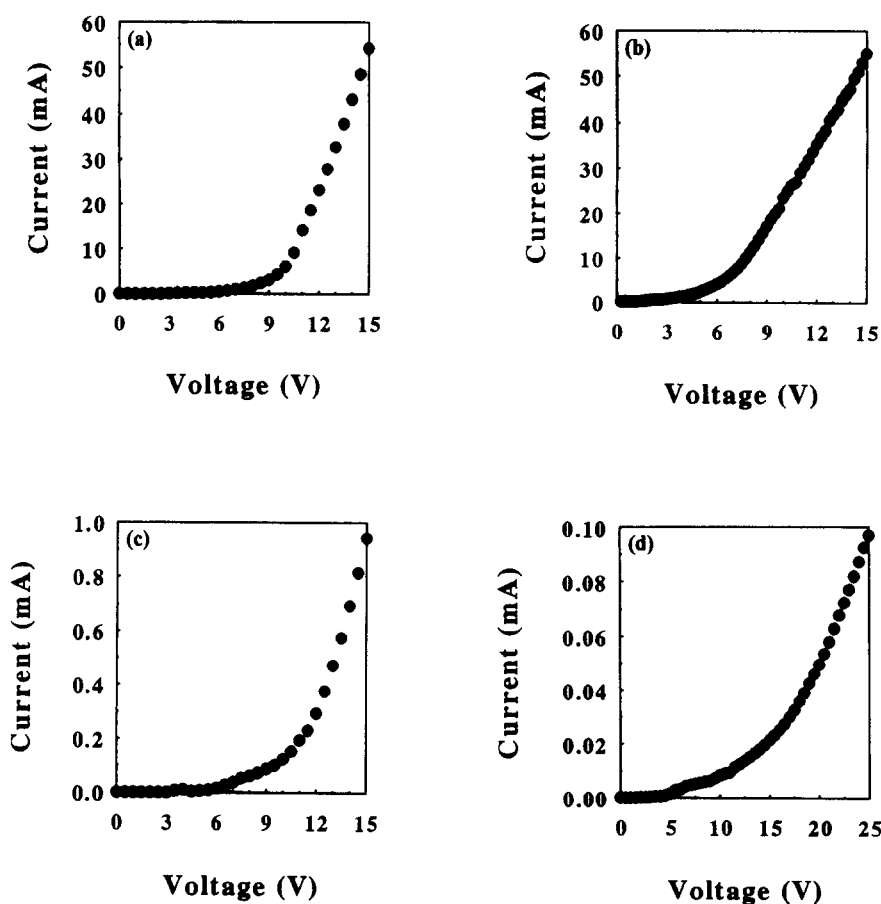 (a)
Current (mA)
60
50
40
30
20
10
0
0 3 6 9 12 15
Voltage (V)
(b)
Current (mA)
60
50
40
30
20
10
0
0 3 6 9 12 15
Voltage (V)
(c)
Current (mA)
1.0
0.8
0.6
0.4
0.2
0.0
0 3 6 9 12 15
Voltage (V)
(d)
Current (mA)
0.10
0.08
0.06
0.04
0.02
0.00
0 5 10 15 20 25
Voltage (V)